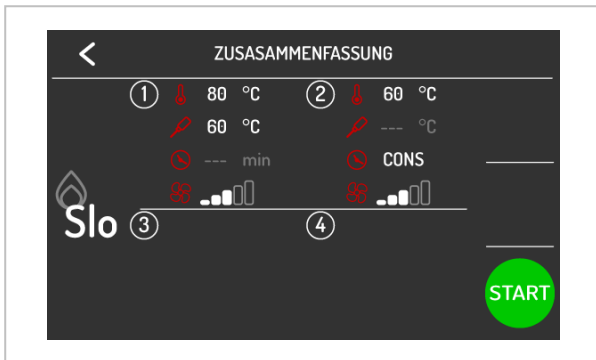 ZUSASAMMENFASSUNG
1 80 °C 2 60 °C
60 °C --- °C
--- min CONS
Slo 3 4
START